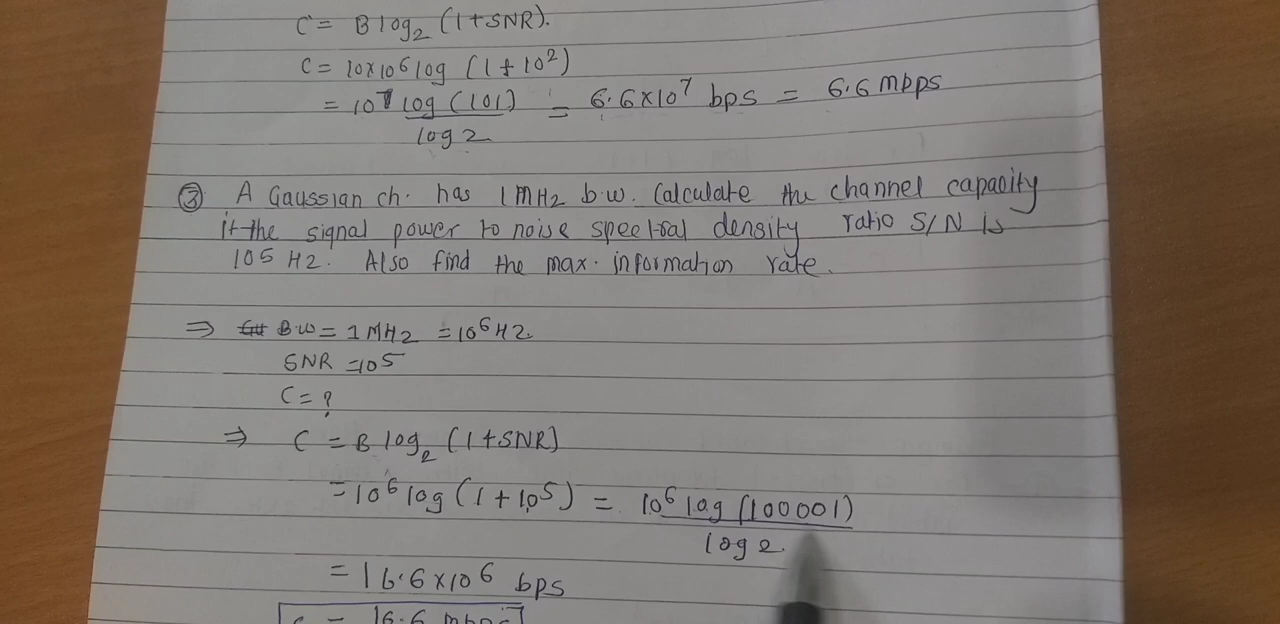 C = B log₂ (1+SNR).
C = 10×10⁶ log (1+10²)
= 10⁷ log (101) / log 2 = 6.6×10⁷ bps = 6.6 mbps
③ A Gaussian ch. has 1MHz b.w. Calculate the channel capacity
if the signal power to noise spectral density ratio S/N is
105 Hz. Also find the max. information rate.
⇒ B.W = 1 MHz = 10⁶ Hz.
SNR = 10⁵
C = ?
⇒ C = B log₂ (1+SNR)
= 10⁶ log (1+10⁵) = 10⁶ log (100001) / log 2.
= 16.6×10⁶ bps
C = 16.6 mbps